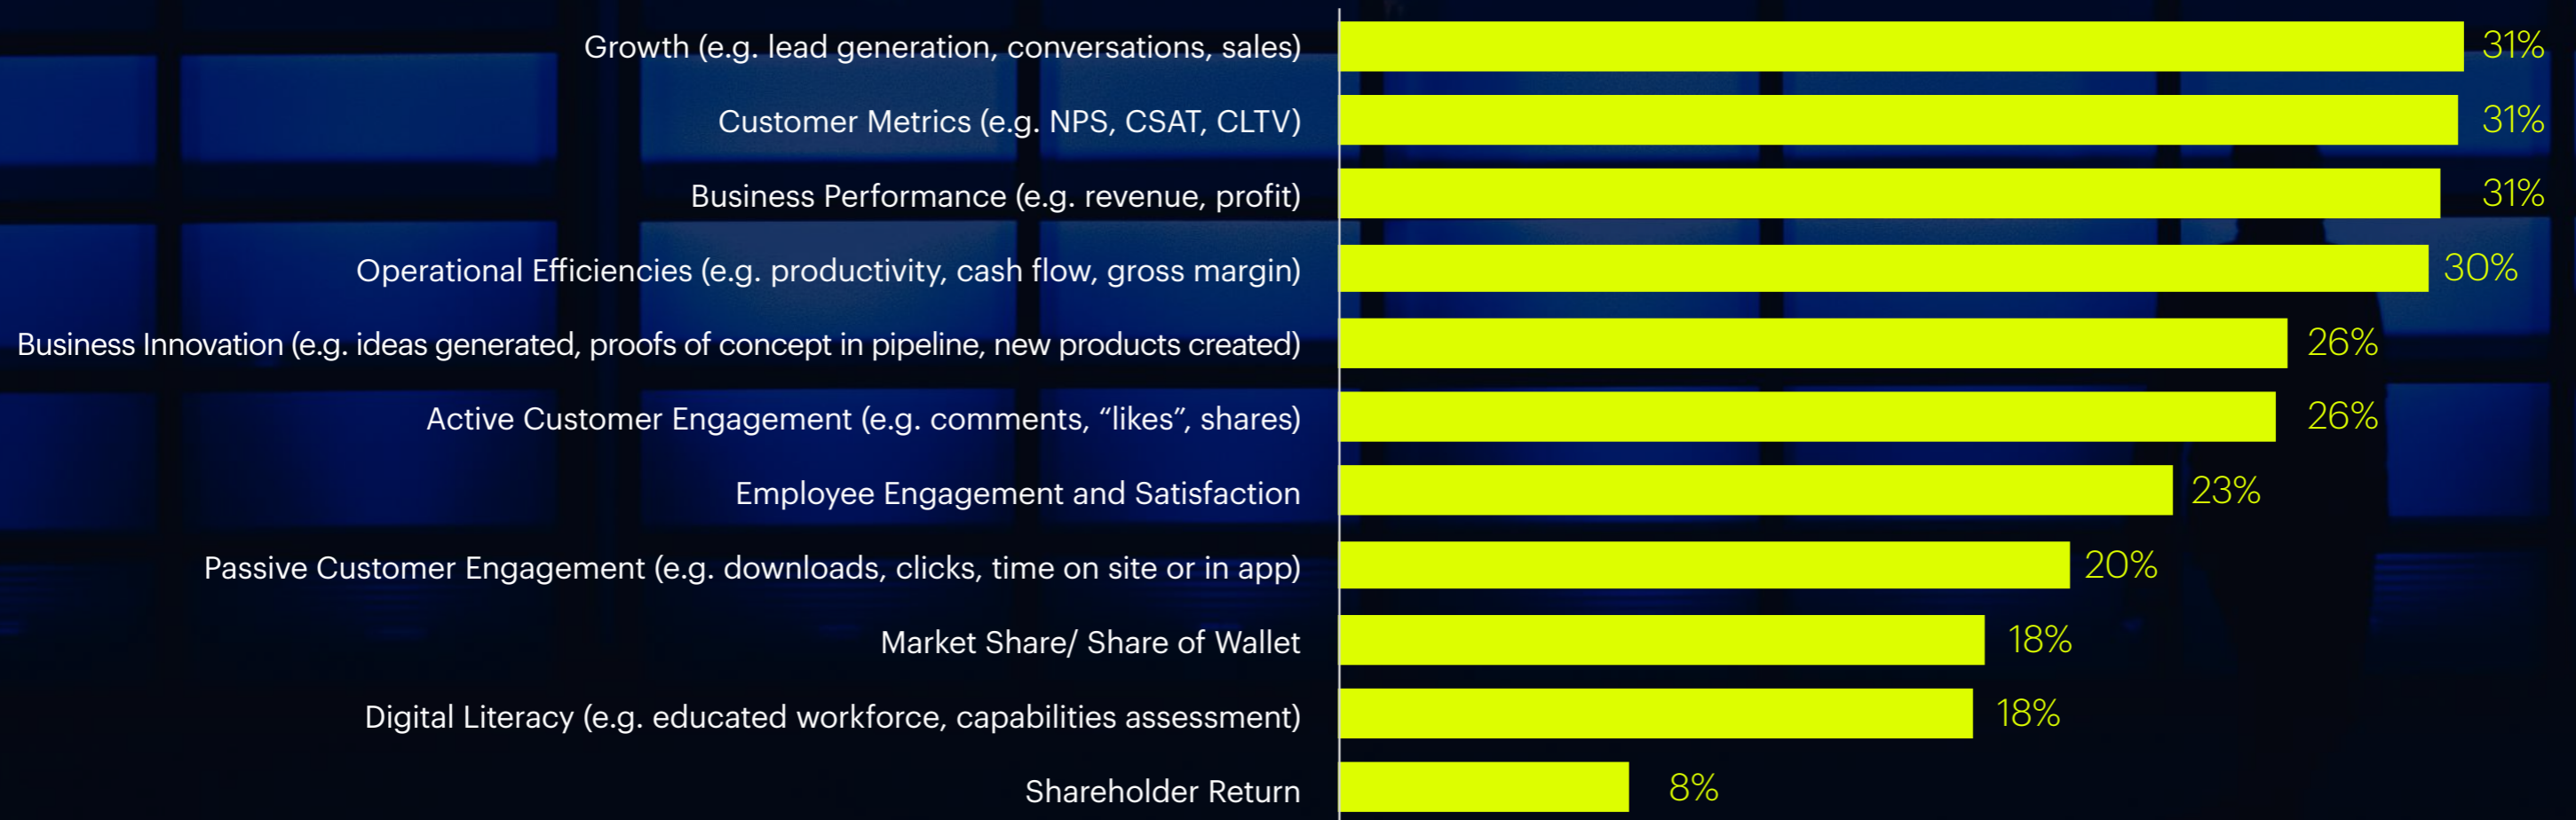 Growth (e.g. lead generation, conversations, sales) 31%
Customer Metrics (e.g. NPS, CSAT, CLTV) 31%
Business Performance (e.g. revenue, profit) 31%
Operational Efficiencies (e.g. productivity, cash flow, gross margin) 30%
Business Innovation (e.g. ideas generated, proofs of concept in pipeline, new products created) 26%
Active Customer Engagement (e.g. comments, “likes”, shares) 26%
Employee Engagement and Satisfaction 23%
Passive Customer Engagement (e.g. downloads, clicks, time on site or in app) 20%
Market Share/ Share of Wallet 18%
Digital Literacy (e.g. educated workforce, capabilities assessment) 18%
Shareholder Return 8%